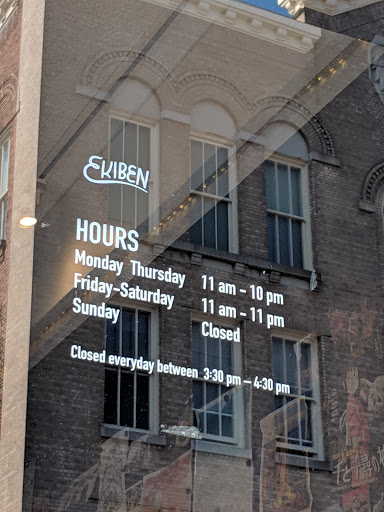 EKIBEN
HOURS
Monday Thursday 11 am - 10 pm
Friday-Saturday 11 am - 11 pm
Sunday Closed
Closed everyday between 3:30 pm - 4:30 pm